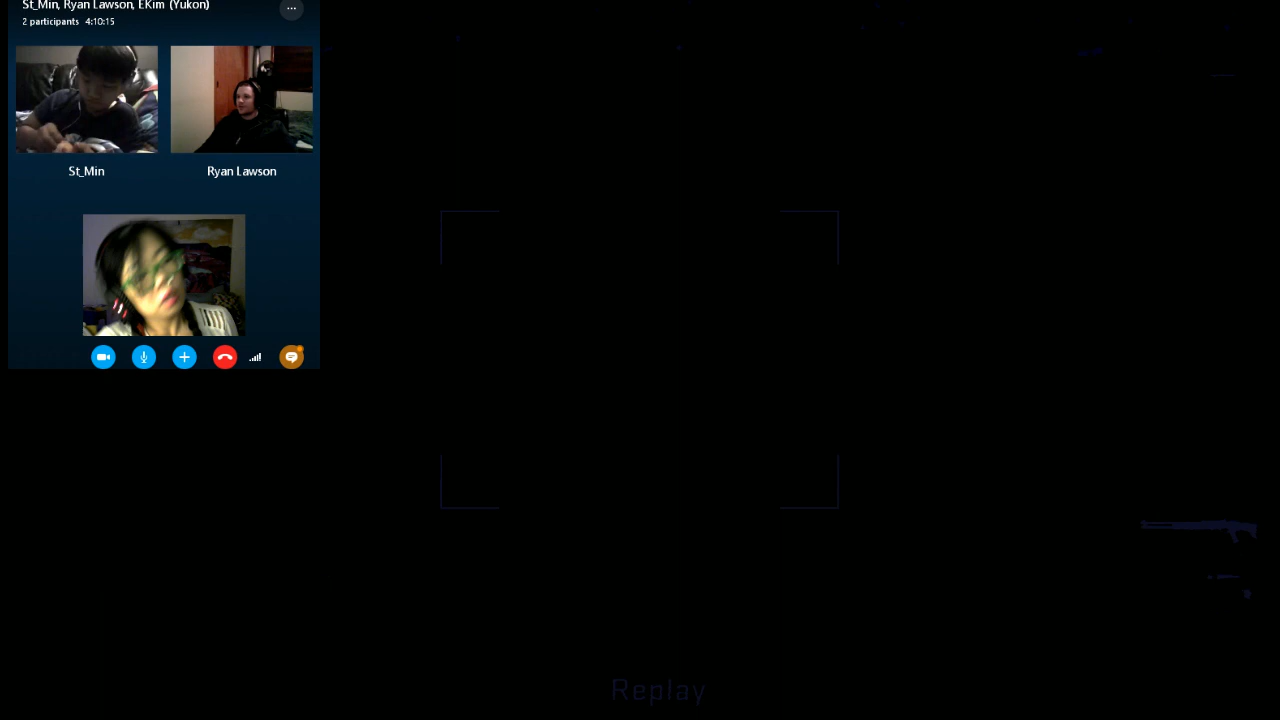 St_Min, Ryan Lawson, EKim (Yukon)
2 participants 4:10:15
St_Min
Ryan Lawson
Replay